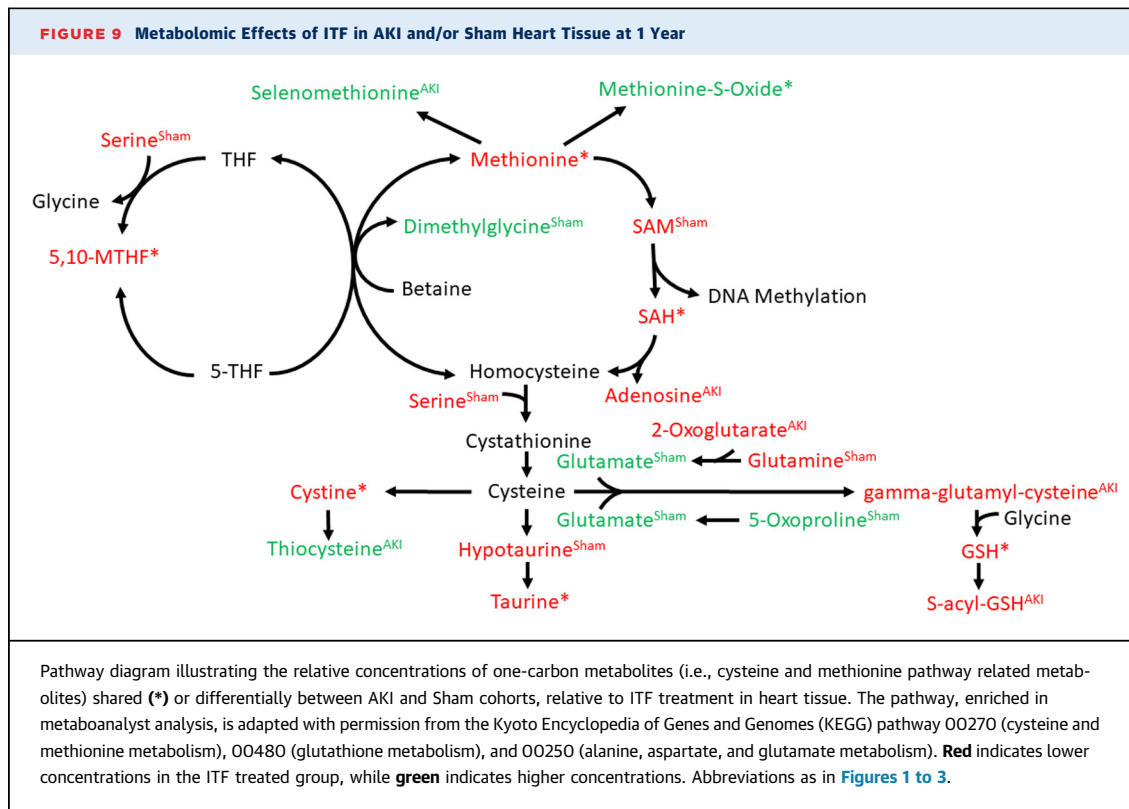 FIGURE 9 Metabolomic Effects of ITF in AKI and/or Sham Heart Tissue at 1 Year
Selenomethionine^AKI
Methionine-S-Oxide*
Serine^Sham
THF
Methionine*
Glycine
Dimethylglycine^Sham
SAM^Sham
5,10-MTHF*
Betaine
DNA Methylation
SAH*
5-THF
Homocysteine
Adenosine^AKI
Serine^Sham
2-Oxoglutarate^AKI
Cystathionine
Glutamate^Sham
Glutamine^Sham
Cystine*
Cysteine
gamma-glutamyl-cysteine^AKI
Glutamate^Sham
5-Oxoproline^Sham
Glycine
Thiocysteine^AKI
Hypotaurine^Sham
GSH*
Taurine*
S-acyl-GSH^AKI
Pathway diagram illustrating the relative concentrations of one-carbon metabolites (i.e., cysteine and methionine pathway related metab-
olites) shared (*) or differentially between AKI and Sham cohorts, relative to ITF treatment in heart tissue. The pathway, enriched in
metaboanalyst analysis, is adapted with permission from the Kyoto Encyclopedia of Genes and Genomes (KEGG) pathway 00270 (cysteine and
methionine metabolism), 00480 (glutathione metabolism), and 00250 (alanine, aspartate, and glutamate metabolism). Red indicates lower
concentrations in the ITF treated group, while green indicates higher concentrations. Abbreviations as in Figures 1 to 3.